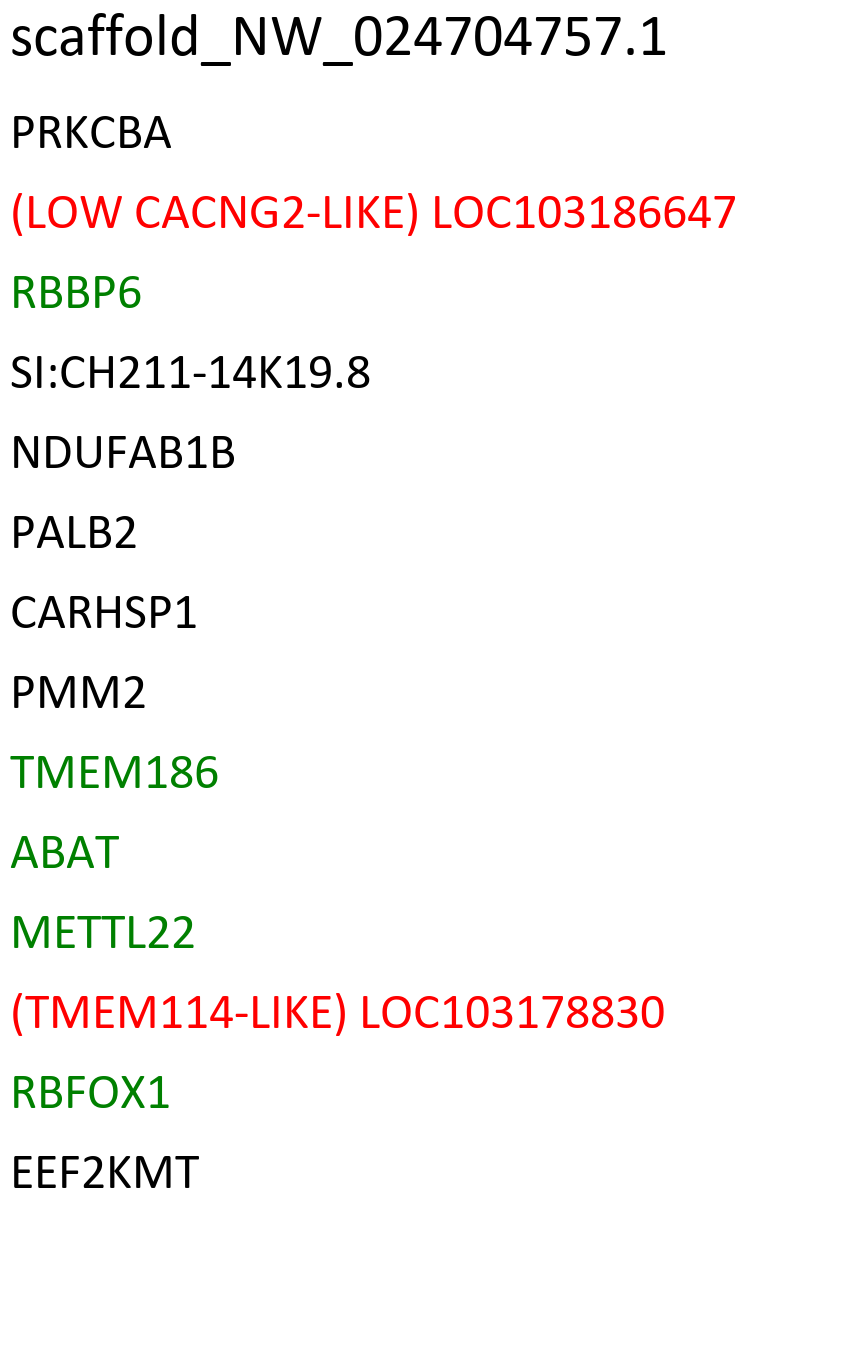 scaffold_NW_024704757.1
PRKCBA
(LOW CACNG2-LIKE) LOC103186647
RBBP6
SI:CH211-14K19.8
NDUFAB1B
PALB2
CARHSP1
PMM2
TMEM186
ABAT
METTL22
(TMEM114-LIKE) LOC103178830
RBFOX1
EEF2KMT